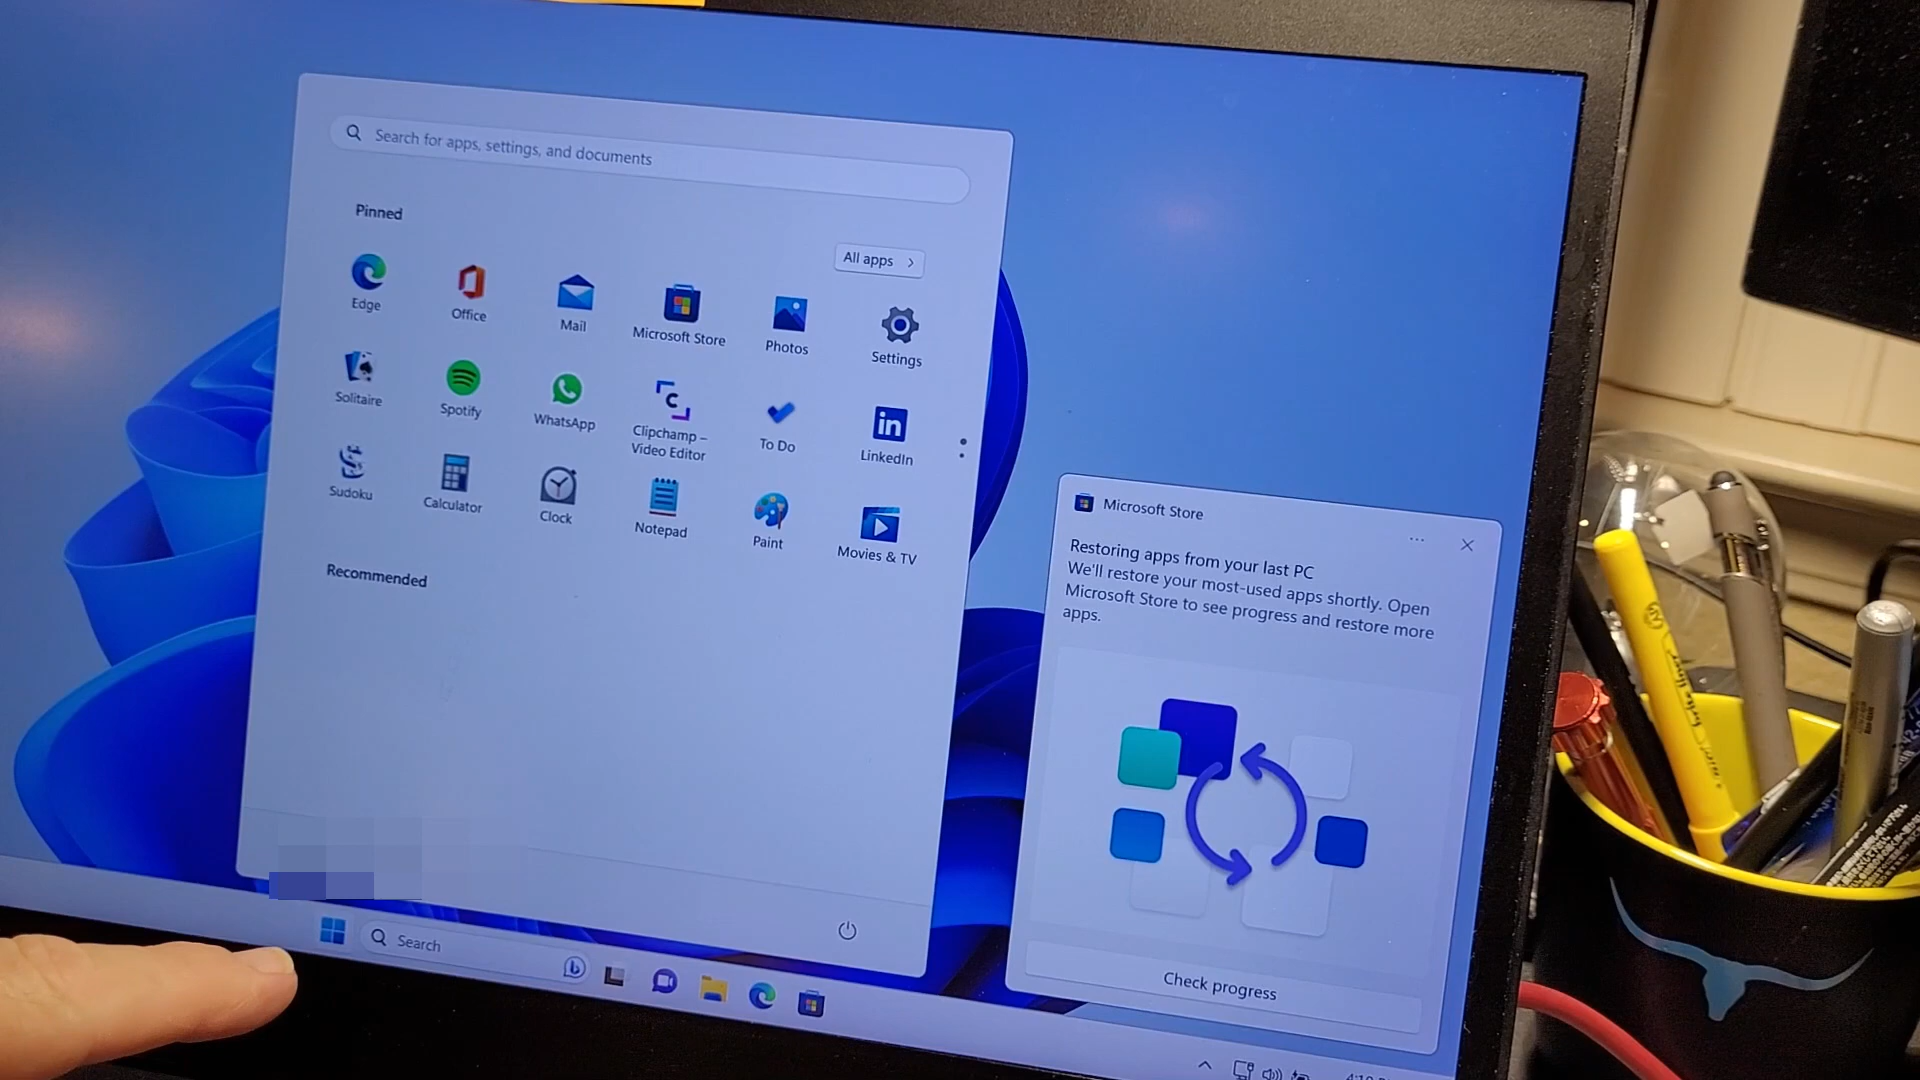 Search for apps, settings, and documents
Pinned
All apps >
Edge
Office
Mail
Microsoft Store
Photos
Settings
Solitaire
Spotify
WhatsApp
Clipchamp –
Video Editor
To Do
LinkedIn
Sudoku
Calculator
Clock
Notepad
Paint
Movies & TV
Recommended
Microsoft Store
Restoring apps from your last PC
We'll restore your most-used apps shortly. Open
Microsoft Store to see progress and restore more
apps.
Check progress
Search